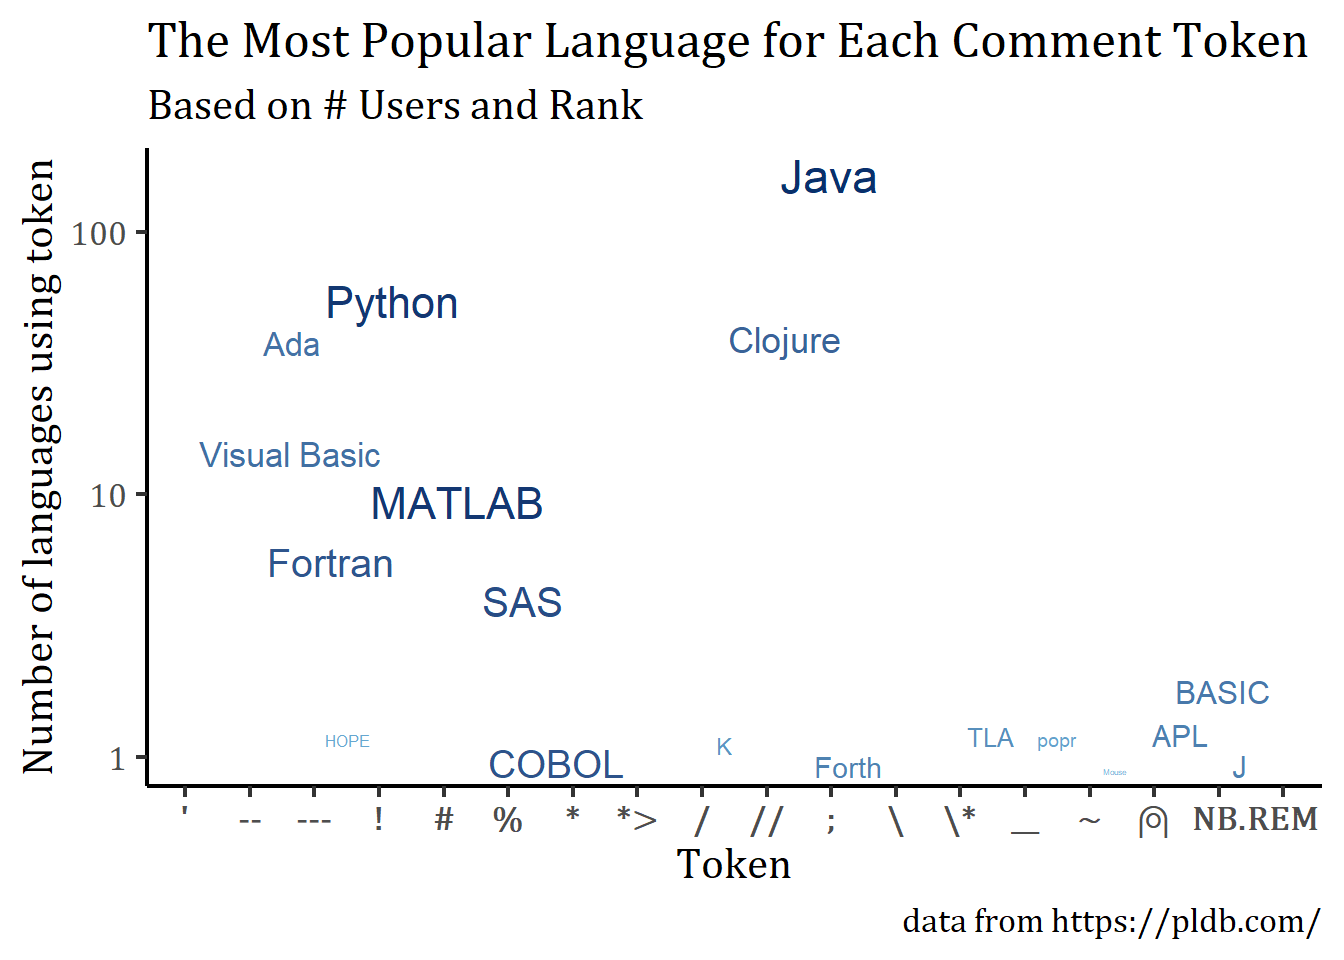 The Most Popular Language for Each Comment Token
Based on # Users and Rank
Number of languages using token
100
10
1
Java
Python
Ada
Clojure
Visual Basic
MATLAB
Fortran
SAS
BASIC
HOPE
K
TLA
popr
APL
COBOL
Forth
Mouse
J
' -- --- ! # % * *> / // ; \ \* __ ~ ⍝ NB. REM
Token
data from https://pldb.com/